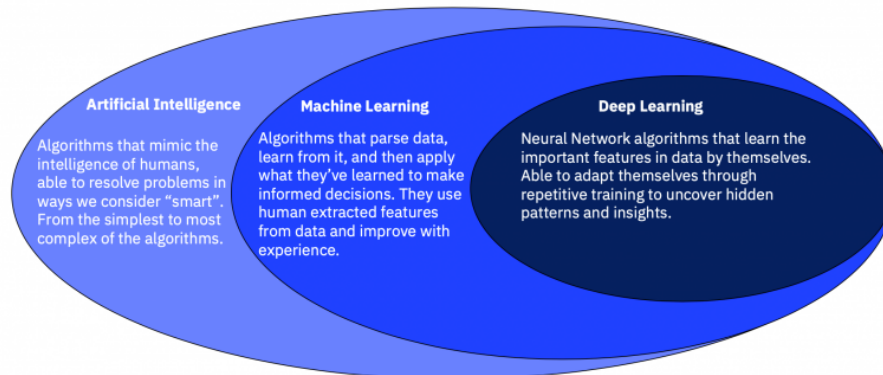 Artificial Intelligence
Algorithms that mimic the
intelligence of humans,
able to resolve problems in
ways we consider “smart”.
From the simplest to most
complex of the algorithms.
Machine Learning
Algorithms that parse data,
learn from it, and then apply
what they’ve learned to make
informed decisions. They use
human extracted features
from data and improve with
experience.
Deep Learning
Neural Network algorithms that learn the
important features in data by themselves.
Able to adapt themselves through
repetitive training to uncover hidden
patterns and insights.